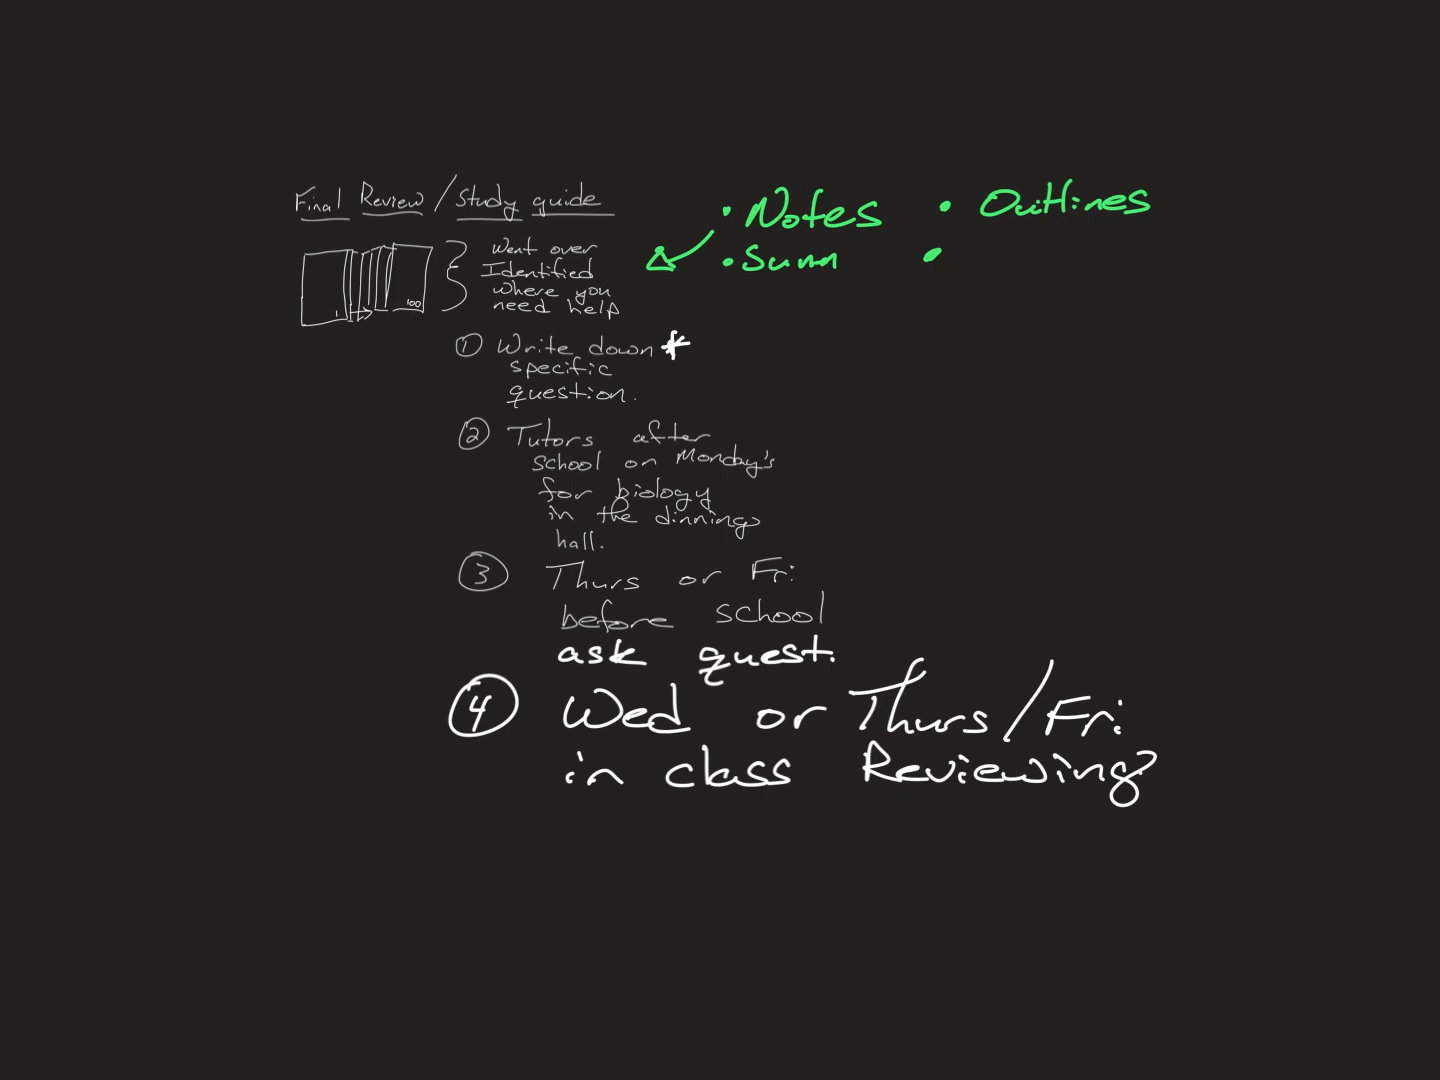 Final Review / Study guide
• Notes • Outlines
• Summ •
Went over
Identified
where you
need help
1 → 100
① Write down *
specific
question.
② Tutors after
school on Monday's
for biology
in the dinning
hall.
③ Thurs or Fri
before school
ask quest.
④ Wed or Thurs/Fri
in class Reviewing